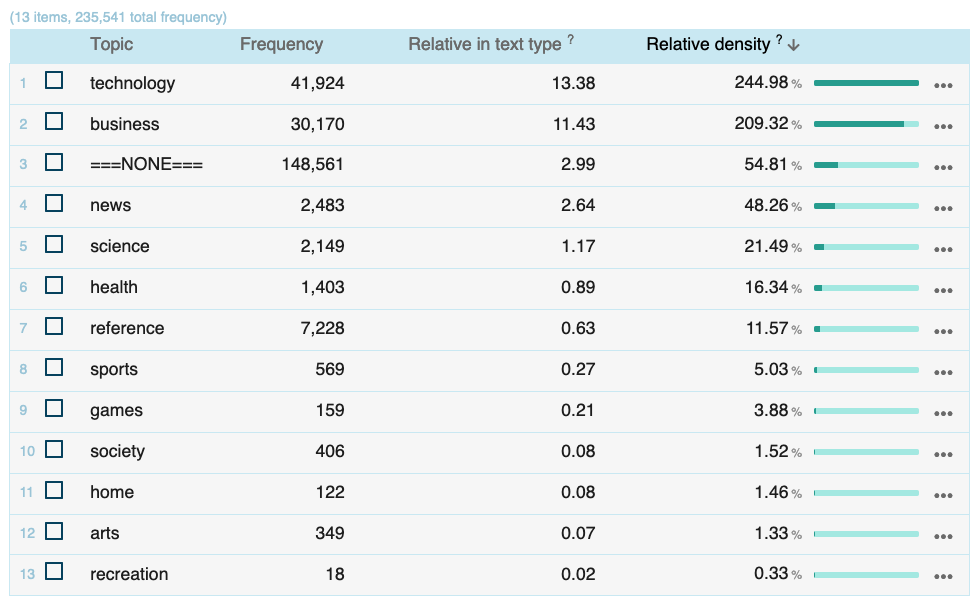 (13 items, 235,541 total frequency)
Topic Frequency Relative in text type ? Relative density ? ↓
1 technology 41,924 13.38 244.98 % •••
2 business 30,170 11.43 209.32 % •••
3 ===NONE=== 148,561 2.99 54.81 % •••
4 news 2,483 2.64 48.26 % •••
5 science 2,149 1.17 21.49 % •••
6 health 1,403 0.89 16.34 % •••
7 reference 7,228 0.63 11.57 % •••
8 sports 569 0.27 5.03 % •••
9 games 159 0.21 3.88 % •••
10 society 406 0.08 1.52 % •••
11 home 122 0.08 1.46 % •••
12 arts 349 0.07 1.33 % •••
13 recreation 18 0.02 0.33 % •••